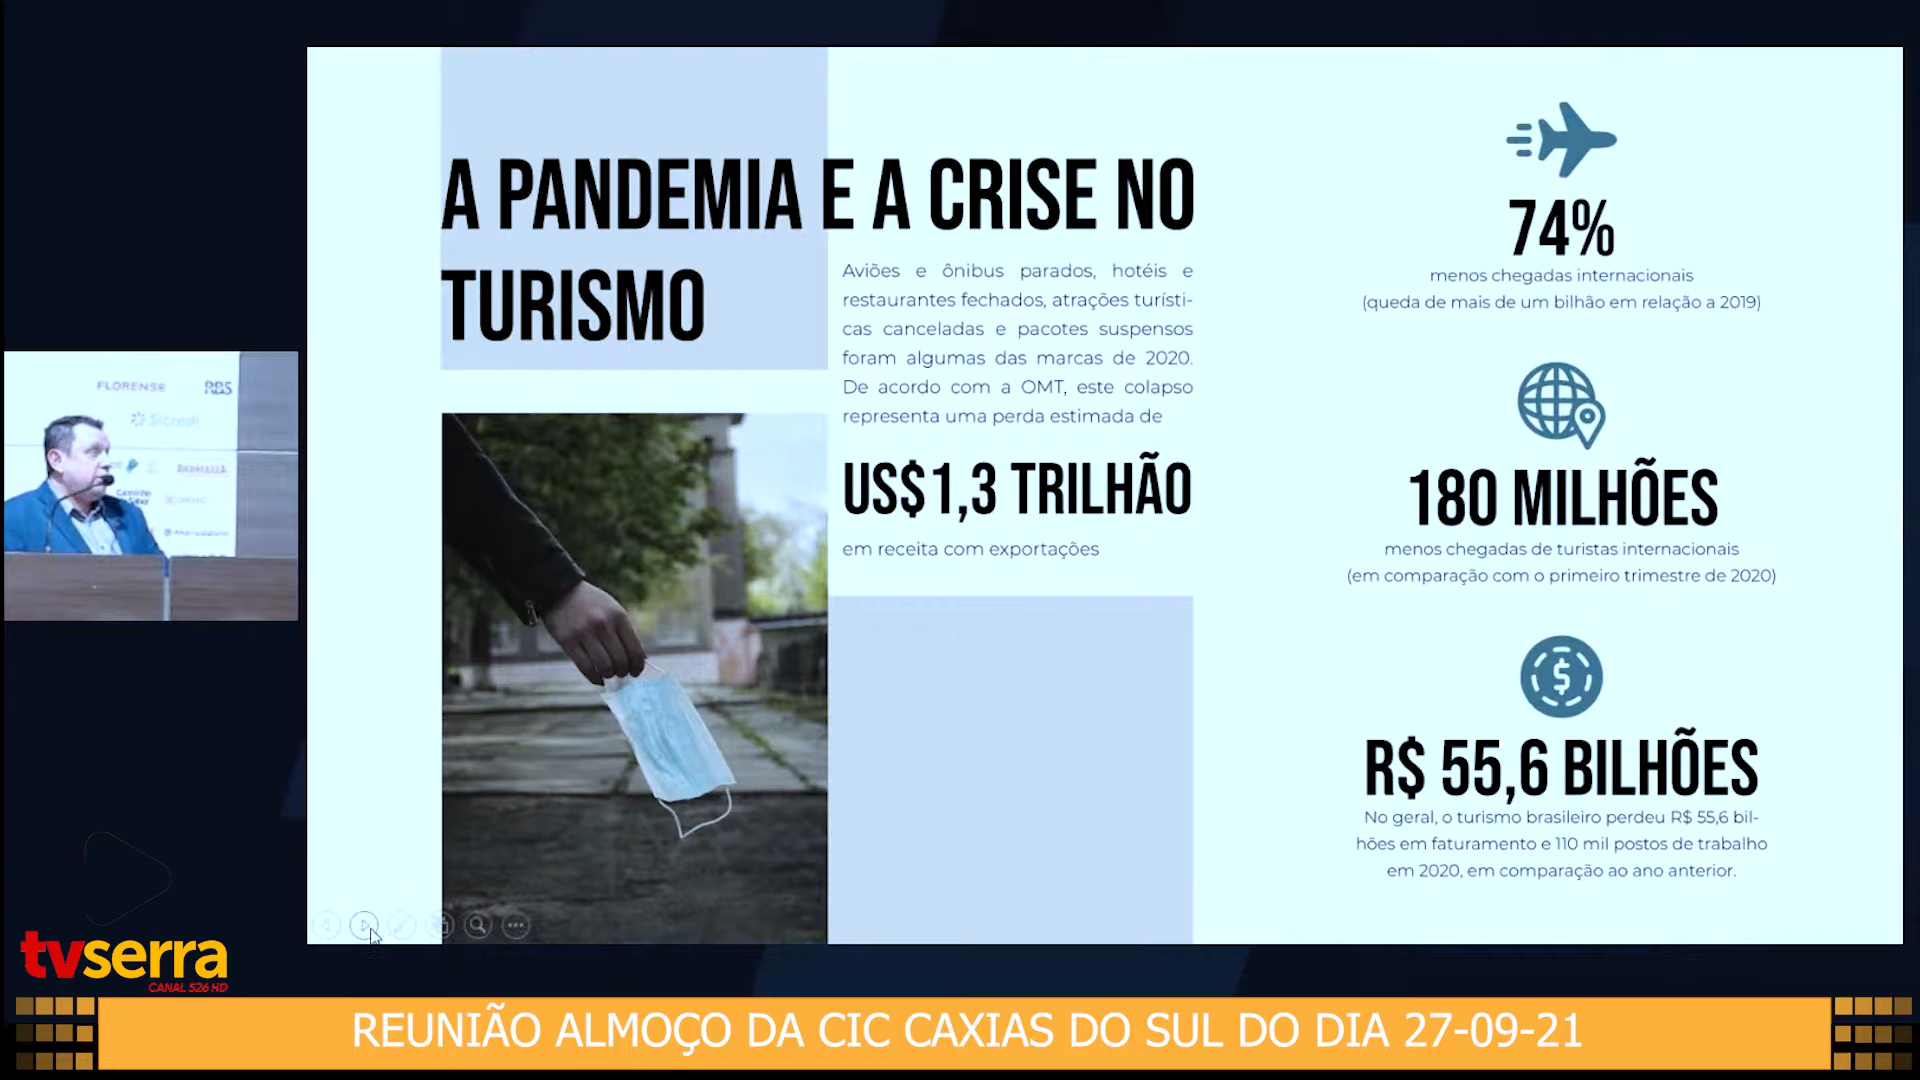 A PANDEMIA E A CRISE NO
TURISMO
Aviões e ônibus parados, hotéis e
restaurantes fechados, atrações turísti-
cas canceladas e pacotes suspensos
foram algumas das marcas de 2020.
De acordo com a OMT, este colapso
representa uma perda estimada de
US$1,3 TRILHÃO
em receita com exportações
74%
menos chegadas internacionais
(queda de mais de um bilhão em relação a 2019)
180 MILHÕES
menos chegadas de turistas internacionais
(em comparação com o primeiro trimestre de 2020)
R$ 55,6 BILHÕES
No geral, o turismo brasileiro perdeu R$ 55,6 bil-
hões em faturamento e 110 mil postos de trabalho
em 2020, em comparação ao ano anterior.
FLORENSE RBS
Sicredi
tvserra
CANAL 526 HD
REUNIÃO ALMOÇO DA CIC CAXIAS DO SUL DO DIA 27-09-21